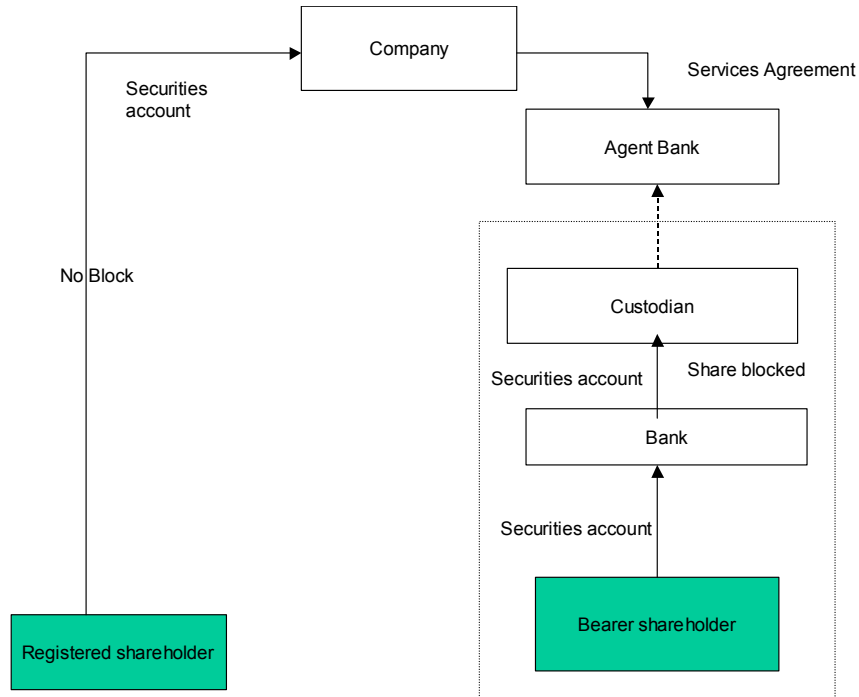 Company
Services Agreement
Securities
account
Agent Bank
No Block
Custodian
Share blocked
Securities account
Bank
Securities account
Bearer shareholder
Registered shareholder